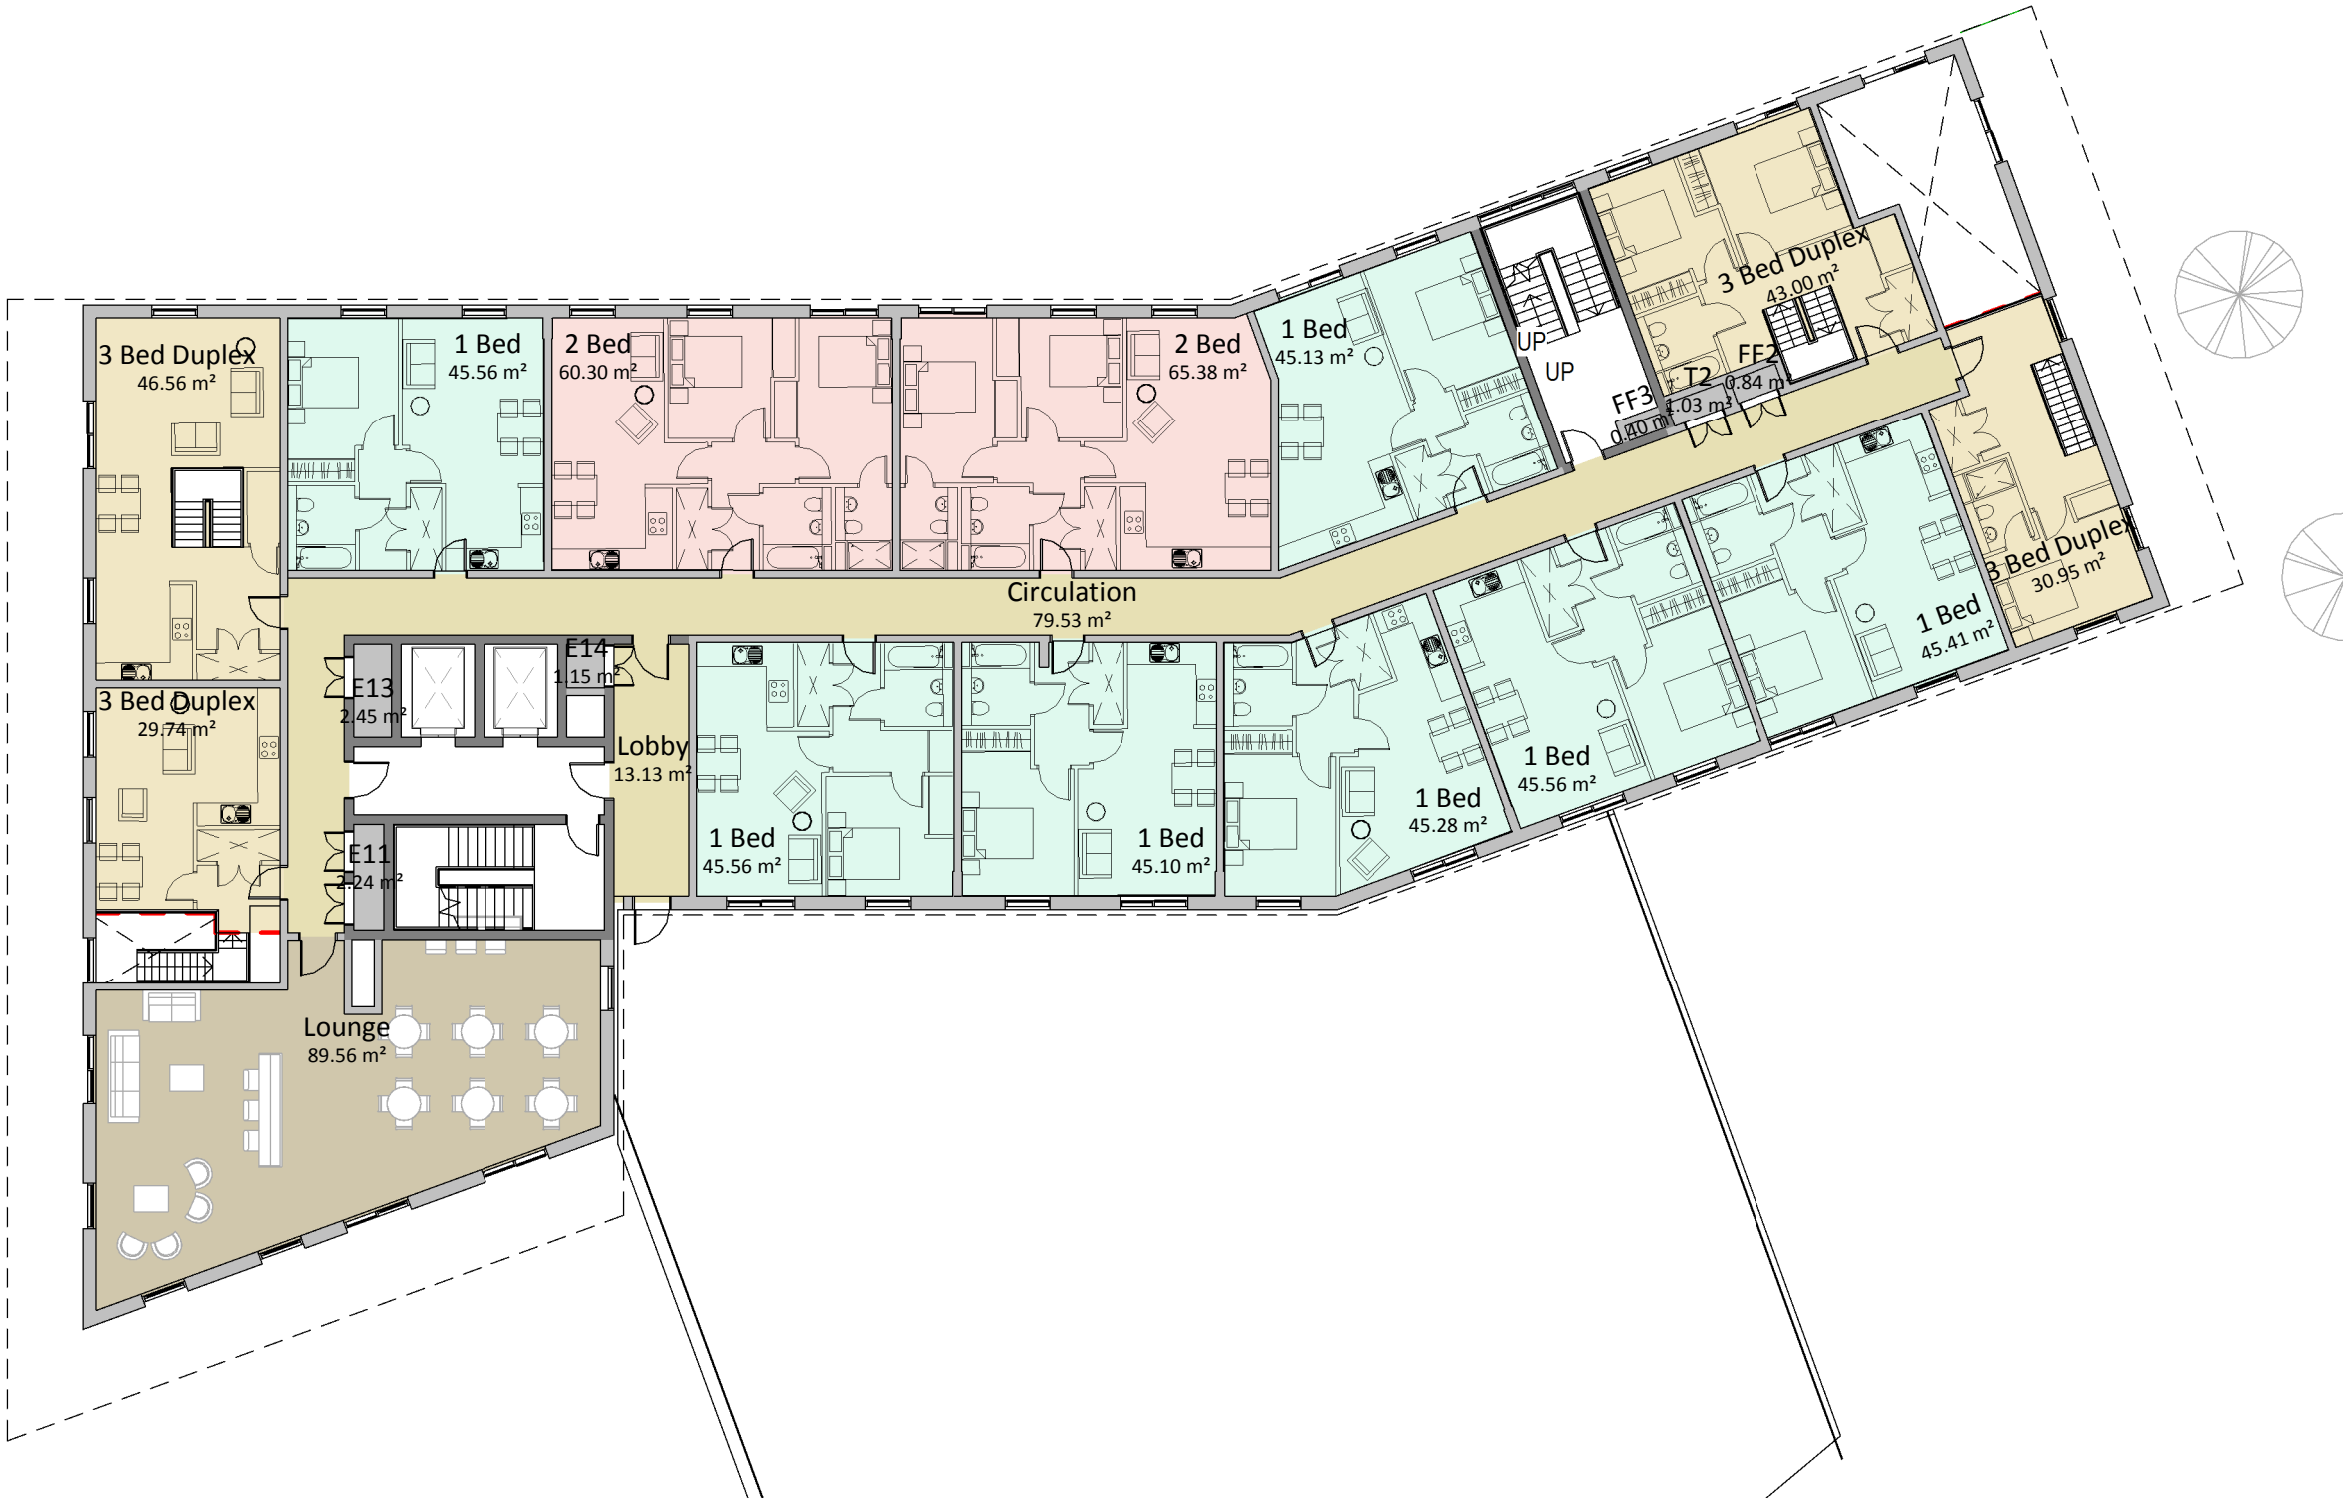 3 Bed Duplex
46.56 m²
1 Bed
45.56 m²
2 Bed
60.30 m²
2 Bed
65.38 m²
1 Bed
45.13 m²
UP
UP
3 Bed Duplex
43.00 m²
FF2
0.84 m²
T2
1.03 m²
FF3
0.40 m²
Circulation
79.53 m²
3 Bed Duplex
30.95 m²
1 Bed
45.41 m²
1 Bed
45.56 m²
1 Bed
45.28 m²
1 Bed
45.10 m²
1 Bed
45.56 m²
Lobby
13.13 m²
E14
1.15 m²
E13
2.45 m²
3 Bed Duplex
29.74 m²
E11
2.24 m²
Lounge
89.56 m²